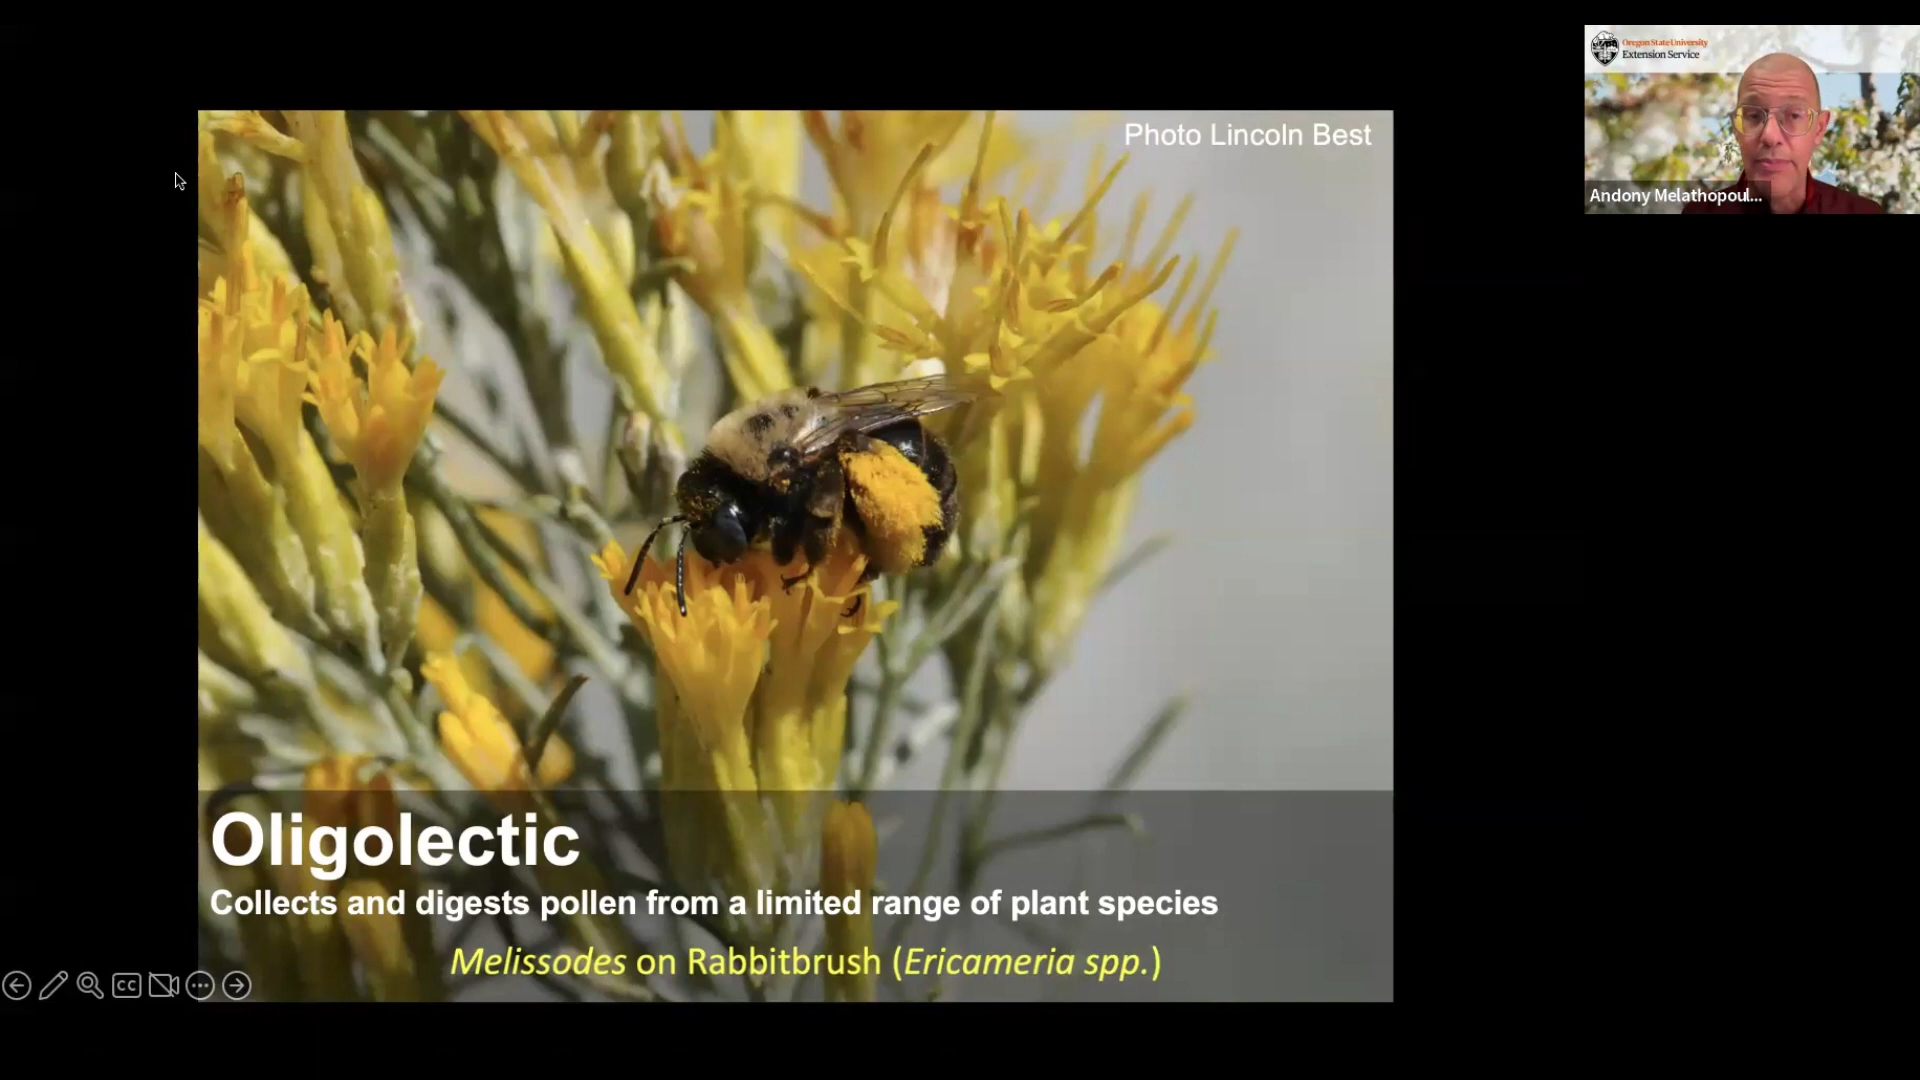 Photo Lincoln Best
Oregon State University
Extension Service
Andony Melathopoul...
Oligolectic
Collects and digests pollen from a limited range of plant species
Melissodes on Rabbitbrush (Ericameria spp.)
CC